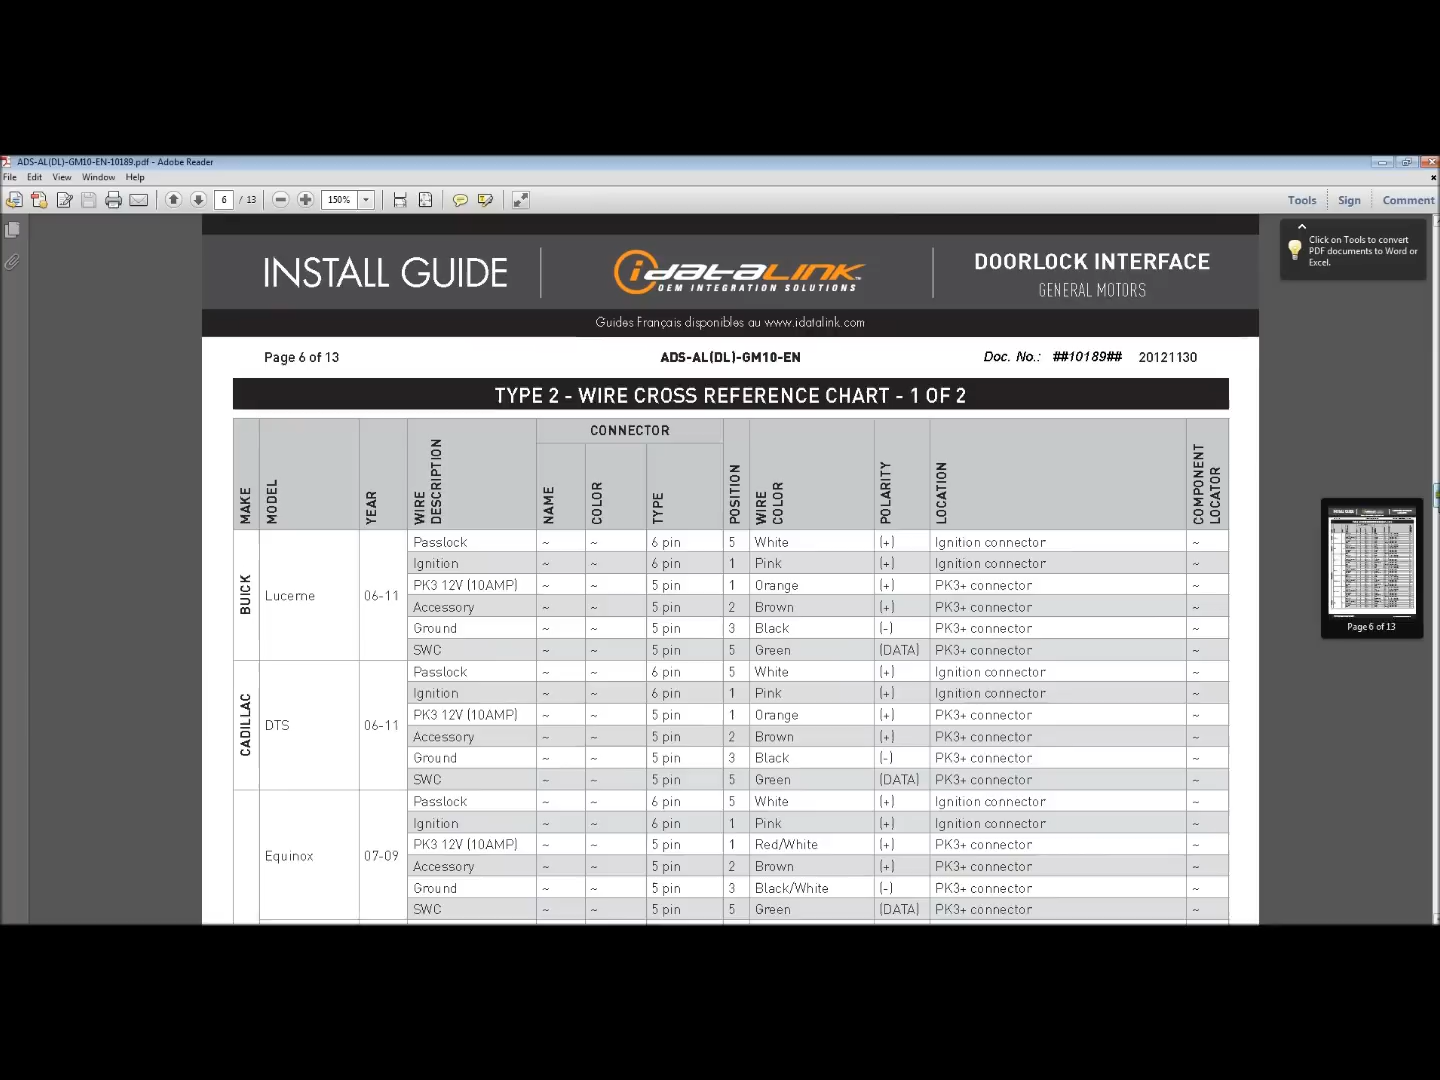 ADS-AL(DL)-GM10-EN-10189.pdf - Adobe Reader
File Edit View Window Help
6 / 13 150% Tools Sign Comment
Click on Tools to convert
PDF documents to Word or
Excel.
INSTALL GUIDE
iDATALINK
OEM INTEGRATION SOLUTIONS
DOORLOCK INTERFACE
GENERAL MOTORS
Guides Français disponibles au www.idatalink.com
Page 6 of 13 ADS-AL(DL)-GM10-EN Doc. No.: ##10189## 20121130
TYPE 2 - WIRE CROSS REFERENCE CHART - 1 OF 2
MAKE MODEL YEAR WIRE DESCRIPTION CONNECTOR NAME COLOR TYPE POSITION WIRE COLOR POLARITY LOCATION COMPONENT LOCATOR
BUICK Lucerne 06-11
Passlock ~ ~ 6 pin 5 White (+) Ignition connector ~
Ignition ~ ~ 6 pin 1 Pink (+) Ignition connector ~
PK3 12V (10AMP) ~ ~ 5 pin 1 Orange (+) PK3+ connector ~
Accessory ~ ~ 5 pin 2 Brown (+) PK3+ connector ~
Ground ~ ~ 5 pin 3 Black (-) PK3+ connector ~
SWC ~ ~ 5 pin 5 Green (DATA) PK3+ connector ~
CADILLAC DTS 06-11
Passlock ~ ~ 6 pin 5 White (+) Ignition connector ~
Ignition ~ ~ 6 pin 1 Pink (+) Ignition connector ~
PK3 12V (10AMP) ~ ~ 5 pin 1 Orange (+) PK3+ connector ~
Accessory ~ ~ 5 pin 2 Brown (+) PK3+ connector ~
Ground ~ ~ 5 pin 3 Black (-) PK3+ connector ~
SWC ~ ~ 5 pin 5 Green (DATA) PK3+ connector ~
Equinox 07-09
Passlock ~ ~ 6 pin 5 White (+) Ignition connector ~
Ignition ~ ~ 6 pin 1 Pink (+) Ignition connector ~
PK3 12V (10AMP) ~ ~ 5 pin 1 Red/White (+) PK3+ connector ~
Accessory ~ ~ 5 pin 2 Brown (+) PK3+ connector ~
Ground ~ ~ 5 pin 3 Black/White (-) PK3+ connector ~
SWC ~ ~ 5 pin 5 Green (DATA) PK3+ connector ~
Page 6 of 13